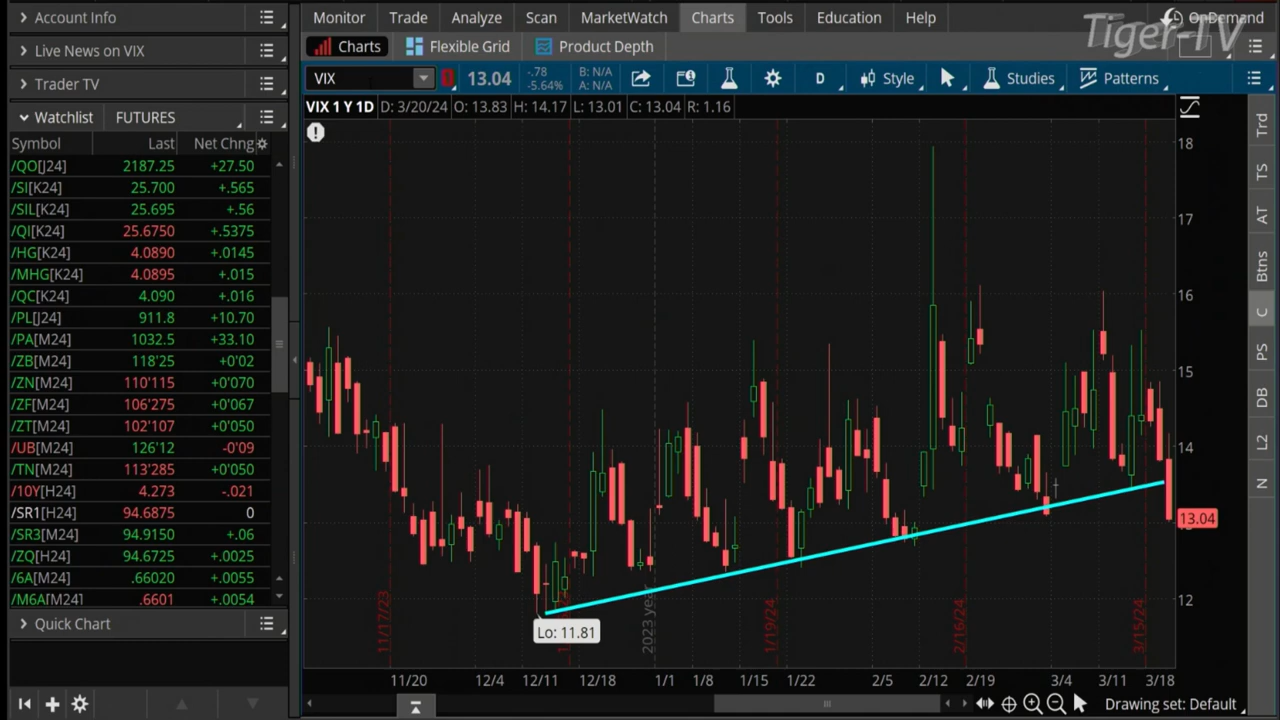 Account Info
Live News on VIX
Trader TV
Watchlist FUTURES
Symbol Last Net Chng
/QO[J24] 2187.25 +27.50
/SI[K24] 25.700 +.565
/SIL[K24] 25.695 +.56
/QI[K24] 25.6750 +.5375
/HG[K24] 4.0890 +.0145
/MHG[K24] 4.0895 +.015
/QC[K24] 4.090 +.016
/PL[J24] 911.8 +10.70
/PA[M24] 1032.5 +33.10
/ZB[M24] 118'25 +0'02
/ZN[M24] 110'115 +0'070
/ZF[M24] 106'275 +0'067
/ZT[M24] 102'107 +0'050
/UB[M24] 126'12 -0'09
/TN[M24] 113'285 +0'050
/10Y[H24] 4.273 -.021
/SR1[H24] 94.6875 0
/SR3[M24] 94.9150 +.06
/ZQ[H24] 94.6725 +.0025
/6A[M24] .66020 +.0055
/M6A[M24] .6601 +.0054
Quick Chart
Monitor Trade Analyze Scan MarketWatch Charts Tools Education Help OnDemand
Tiger-TV
Charts Flexible Grid Product Depth
VIX 13.04 -.78 B: N/A D Style Studies Patterns
-5.64% A: N/A
VIX 1 Y 1D D: 3/20/24 O: 13.83 H: 14.17 L: 13.01 C: 13.04 R: 1.16
18
17
16
15
14
13.04
12
Lo: 11.81
11/17/23 2023 year 1/19/24 2/16/24 3/15/24
11/20 12/4 12/11 12/18 1/1 1/8 1/15 1/22 2/5 2/12 2/19 3/4 3/11 3/18
Drawing set: Default
Trd
TS
AT
Btns
C
PS
DB
L2
N